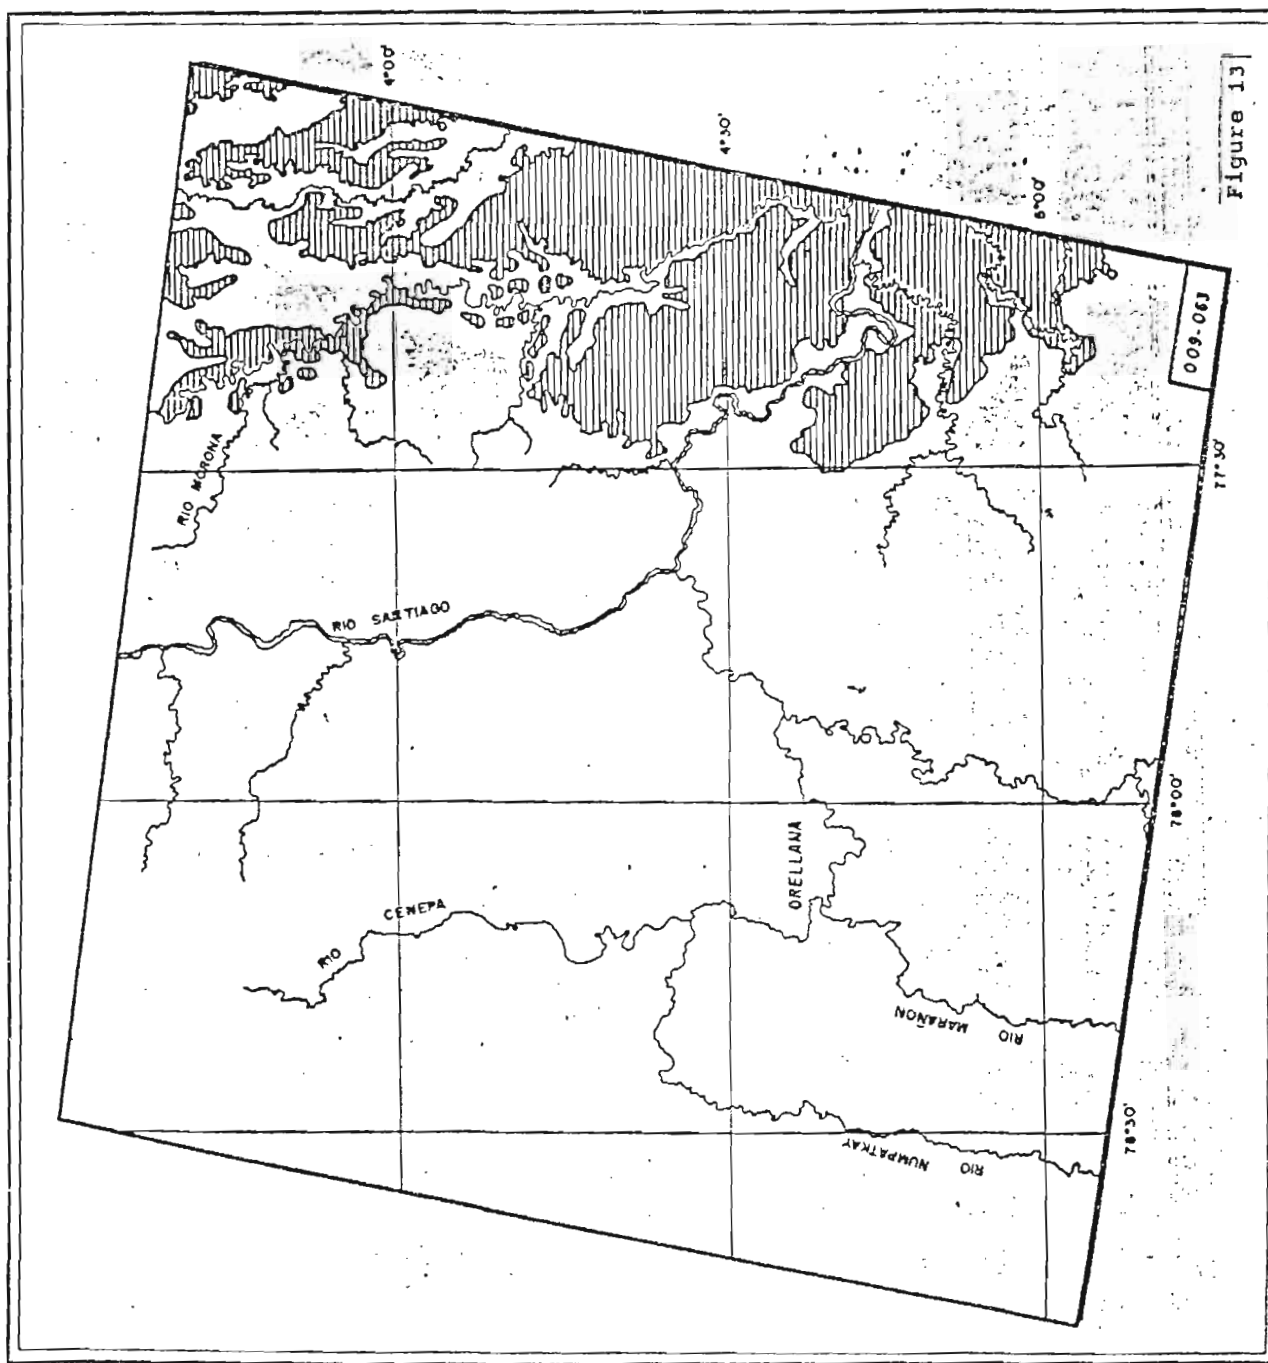 Figure 13
009-063
4°00'
4°30'
5°00'
77°30'
78°00'
78°30'
RIO MORONA
RIO SANTIAGO
RIO CENEPA
ORELLANA
RIO MARAÑON
RIO NUMPATKAY